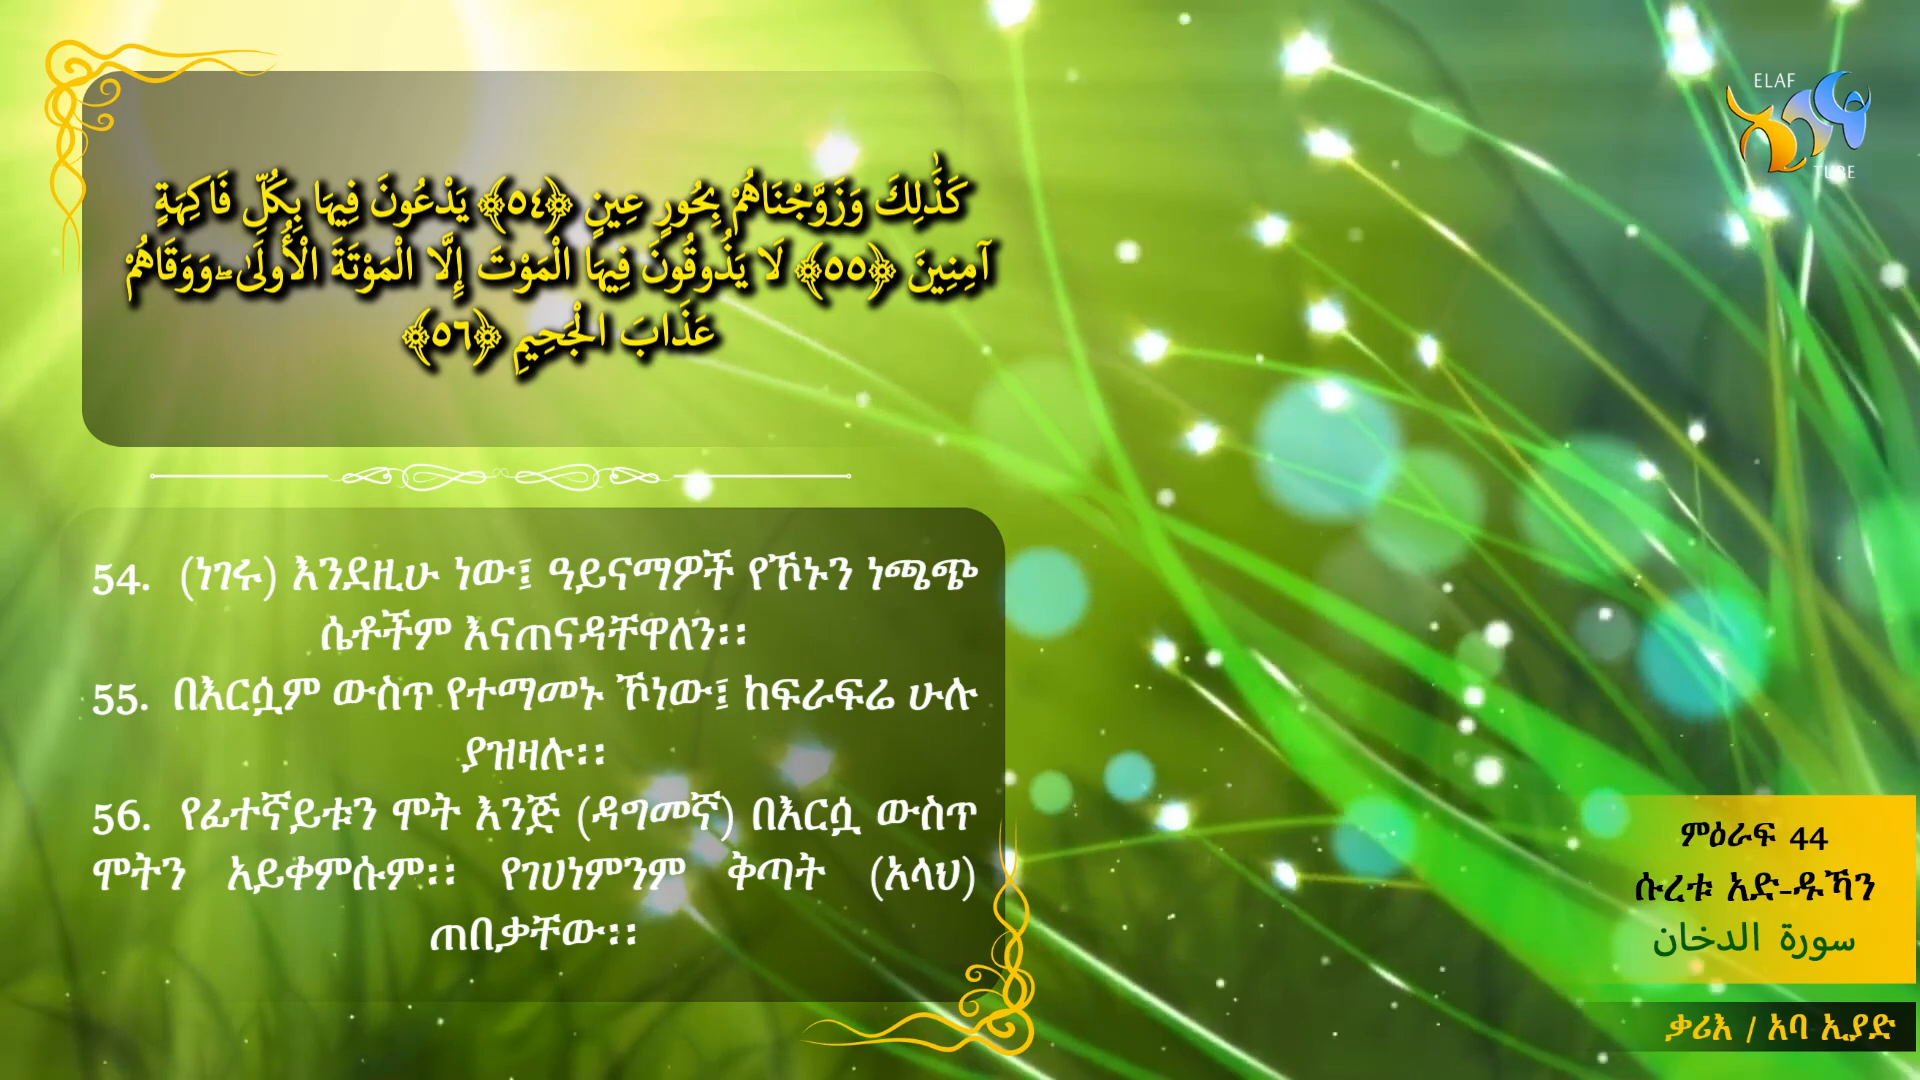 كَذَٰلِكَ وَزَوَّجْنَاهُمْ بِحُورٍ عِينٍ ﴿٥٤﴾ يَدْعُونَ فِيهَا بِكُلِّ فَاكِهَةٍ
آمِنِينَ ﴿٥٥﴾ لَا يَذُوقُونَ فِيهَا الْمَوْتَ إِلَّا الْمَوْتَةَ الْأُولَىٰ ۖ وَوَقَاهُمْ
عَذَابَ الْجَحِيمِ ﴿٥٦﴾
54. (ነገሩ) እንደዚሁ ነው፤ ዓይናማዎች የኾኑን ነጫጭ
ሴቶችም እናጠናዳቸዋለን፡፡
55. በእርሷም ውስጥ የተማመኑ ኾነው፤ ከፍራፍሬ ሁሉ
ያዝዛሉ፡፡
56. የፊተኛይቱን ሞት እንጅ (ዳግመኛ) በእርሷ ውስጥ
ሞትን አይቀምሱም፡፡ የገሀነምንም ቅጣት (አላህ)
ጠበቃቸው፡፡
ELAF
ኢላፍ
TUBE
ምዕራፍ 44
ሱረቱ አድ-ዱኻን
سورة الدخان
ቃሪእ / አባ ኢያድ